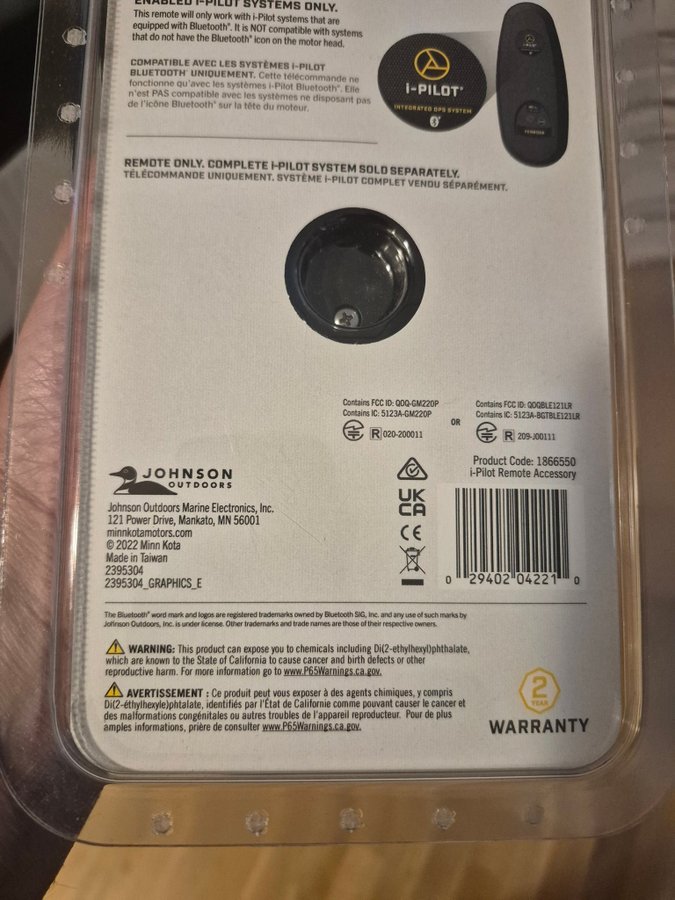 ENABLED i-PILOT SYSTEMS ONLY.
This remote will only work with i-Pilot systems that are
equipped with Bluetooth®. It is NOT compatible with systems
that do not have the Bluetooth® icon on the motor head.
COMPATIBLE AVEC LES SYSTÈMES i-PILOT
BLUETOOTH® UNIQUEMENT. Cette télécommande ne
fonctionne qu'avec les systèmes i-Pilot Bluetooth®. Elle
n'est PAS compatible avec les systèmes ne disposant pas
de l'icône Bluetooth® sur la tête du moteur.
i-PILOT®
INTEGRATED GPS SYSTEM
i-PILOT
REMOTE ONLY. COMPLETE i-PILOT SYSTEM SOLD SEPARATELY.
TÉLÉCOMMANDE UNIQUEMENT. SYSTÈME i-PILOT COMPLET VENDU SÉPARÉMENT.
Contains FCC ID: QOQ-GM220P
Contains IC: 5123A-GM220P
R 020-200011
OR
Contains FCC ID: QOQBLE121LR
Contains IC: 5123A-BGTBLE121LR
R 209-J00111
Product Code: 1866550
i-Pilot Remote Accessory
JOHNSON
OUTDOORS
Johnson Outdoors Marine Electronics, Inc.
121 Power Drive, Mankato, MN 56001
minnkotamotors.com
© 2022 Minn Kota
Made in Taiwan
2395304
2395304_GRAPHICS_E
UK
CA
CE
0 29402 04221 0
The Bluetooth® word mark and logos are registered trademarks owned by Bluetooth SIG, Inc. and any use of such marks by
Johnson Outdoors, Inc. is under license. Other trademarks and trade names are those of their respective owners.
WARNING: This product can expose you to chemicals including Di(2-ethylhexyl)phthalate,
which are known to the State of California to cause cancer and birth defects or other
reproductive harm. For more information go to www.P65Warnings.ca.gov.
AVERTISSEMENT : Ce produit peut vous exposer à des agents chimiques, y compris
Di(2-éthylhexyle)phtalate, identifiés par l'État de Californie comme pouvant causer le cancer et
des malformations congénitales ou autres troubles de l'appareil reproducteur. Pour de plus
amples informations, prière de consulter www.P65Warnings.ca.gov.
2
YEAR
WARRANTY